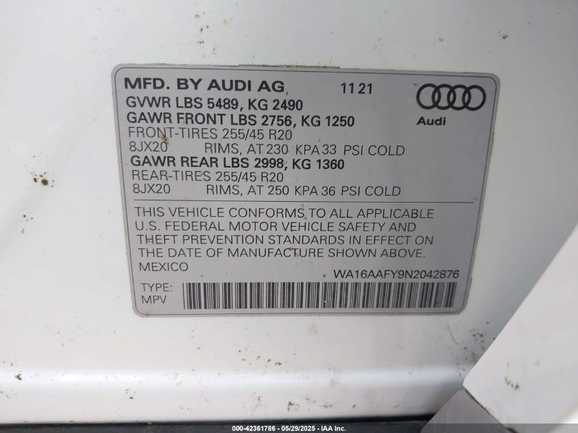 MFD. BY AUDI AG, 11 21
GVWR LBS 5489, KG 2490
GAWR FRONT LBS 2756, KG 1250
FRONT-TIRES 255/45 R20
8JX20 RIMS, AT 230 KPA 33 PSI COLD
GAWR REAR LBS 2998, KG 1360
REAR-TIRES 255/45 R20
8JX20 RIMS, AT 250 KPA 36 PSI COLD
Audi
THIS VEHICLE CONFORMS TO ALL APPLICABLE
U.S. FEDERAL MOTOR VEHICLE SAFETY AND
THEFT PREVENTION STANDARDS IN EFFECT ON
THE DATE OF MANUFACTURE SHOWN ABOVE.
MEXICO WA16AAFY9N2042876
TYPE:
MPV
000-42361786 - 05/29/2025 - IAA Inc.